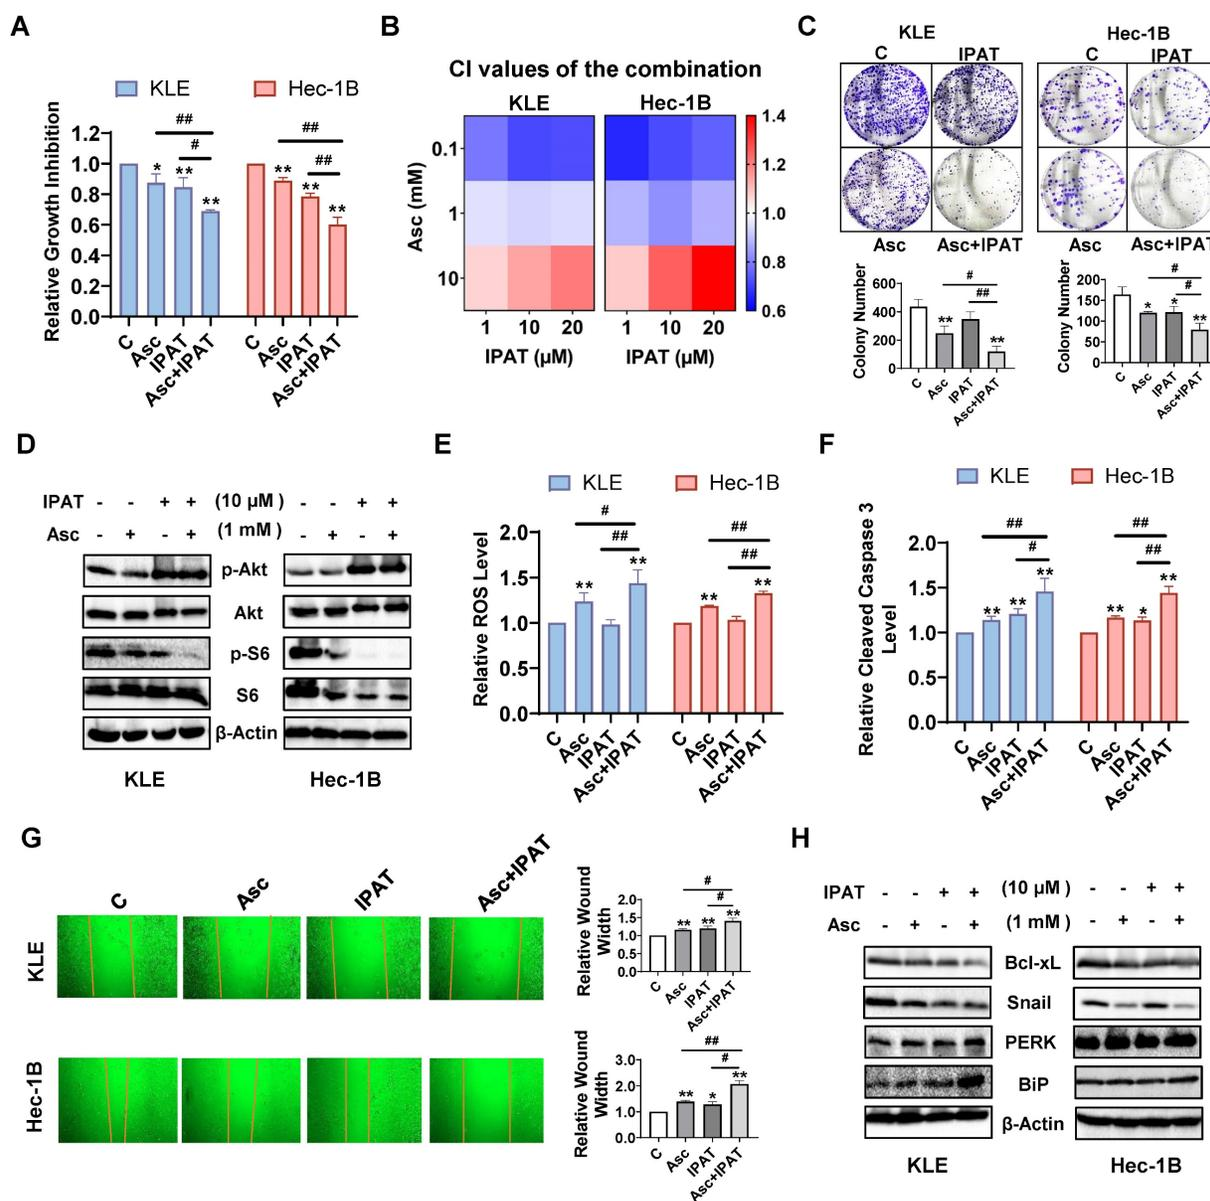 A
KLE
Hec-1B
Relative Growth Inhibition
1.2
1.0
0.8
0.6
0.4
0.2
0.0
##
#
*
**
**
##
##
**
**
**
C
Asc
IPAT
Asc+IPAT
C
Asc
IPAT
Asc+IPAT
B
CI values of the combination
KLE
Hec-1B
Asc (mM)
0.1
1
10
1 10 20
1 10 20
IPAT (μM)
IPAT (μM)
1.4
1.2
1.0
0.8
0.6
C
KLE
Hec-1B
C IPAT
C IPAT
Asc Asc+IPAT
Asc Asc+IPAT
Colony Number
600
400
200
0
#
##
**
**
C
Asc
IPAT
Asc+IPAT
Colony Number
200
150
100
50
0
#
#
*
*
**
C
Asc
IPAT
Asc+IPAT
D
IPAT - - + + (10 μM ) - - + +
Asc - + - + (1 mM ) - + - +
p-Akt
Akt
p-S6
S6
β-Actin
KLE
Hec-1B
E
KLE
Hec-1B
Relative ROS Level
2.0
1.5
1.0
0.5
0.0
#
##
**
**
##
##
**
**
C
Asc
IPAT
Asc+IPAT
C
Asc
IPAT
Asc+IPAT
F
KLE
Hec-1B
Relative Cleaved Caspase 3
Level
2.0
1.5
1.0
0.5
0.0
##
#
**
**
**
##
##
**
*
**
C
Asc
IPAT
Asc+IPAT
C
Asc
IPAT
Asc+IPAT
G
C
Asc
IPAT
Asc+IPAT
KLE
Hec-1B
Relative Wound
Width
2.0
1.5
1.0
0.5
0.0
#
#
**
**
**
C
Asc
IPAT
Asc+IPAT
Relative Wound
Width
3.0
2.0
1.0
0.0
##
#
**
*
**
C
Asc
IPAT
Asc+IPAT
H
IPAT - - + + (10 μM ) - - + +
Asc - + - + (1 mM ) - + - +
Bcl-xL
Snail
PERK
BiP
β-Actin
KLE
Hec-1B